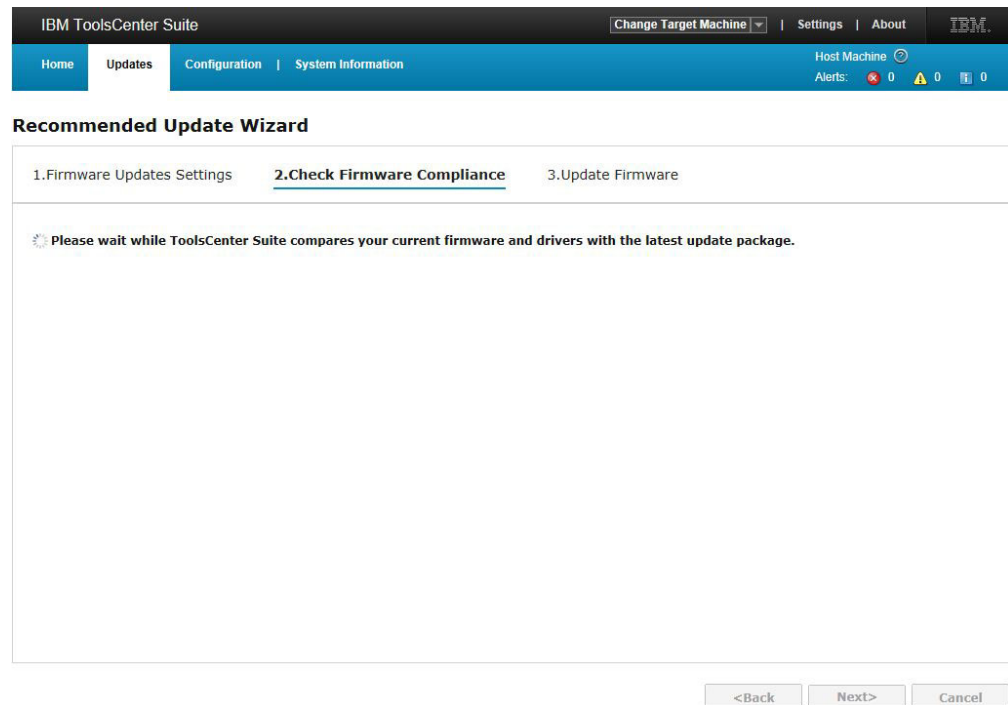 IBM ToolsCenter Suite
Change Target Machine | Settings | About IBM.
Home Updates Configuration | System Information
Host Machine ?
Alerts: 0 0 0
Recommended Update Wizard
1.Firmware Updates Settings 2.Check Firmware Compliance 3.Update Firmware
Please wait while ToolsCenter Suite compares your current firmware and drivers with the latest update package.
<Back Next> Cancel